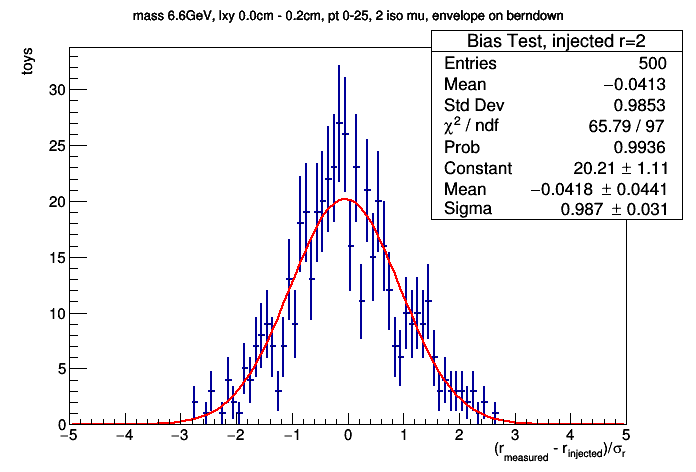 mass 6.6GeV, lxy 0.0cm - 0.2cm, pt 0-25, 2 iso mu, envelope on berndown
toys
Bias Test, injected r=2
Entries 500
Mean −0.0413
Std Dev 0.9853
χ² / ndf 65.79 / 97
Prob 0.9936
Constant 20.21 ± 1.11
Mean −0.0418 ± 0.0441
Sigma 0.987 ± 0.031
30
25
20
15
10
5
0
−5 −4 −3 −2 −1 0 1 2 3 4 5
(r_measured - r_injected)/σ_r